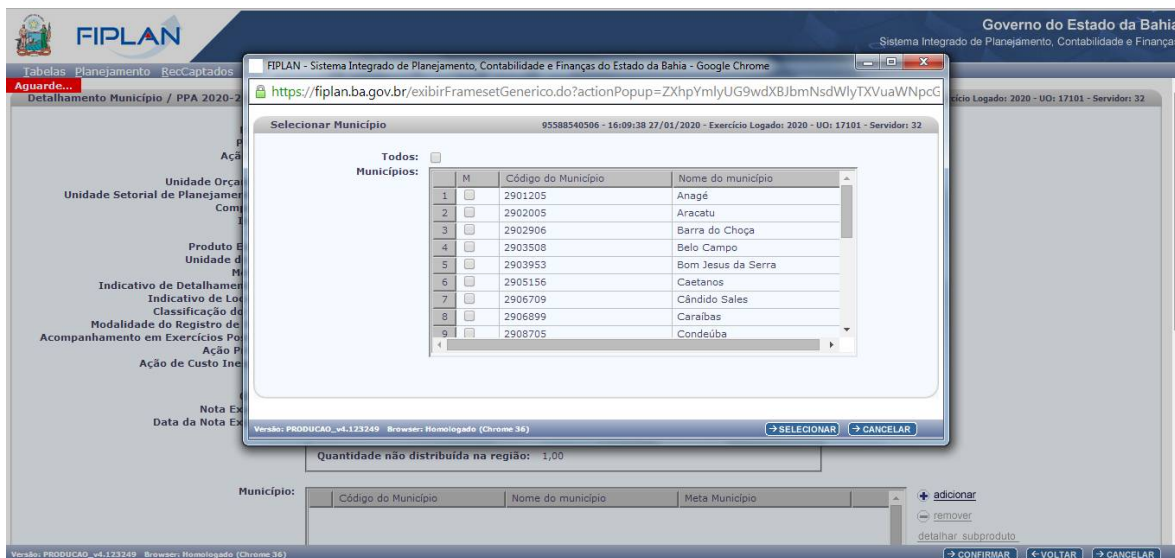 FIPLAN
Governo do Estado da Bahia
Sistema Integrado de Planejamento, Contabilidade e Finança
Tabelas Planejamento RecCaptados
Aguarde...
Detalhamento Município / PPA 2020-2
cício Logado: 2020 - UO: 17101 - Servidor: 32
FIPLAN - Sistema Integrado de Planejamento, Contabilidade e Finanças do Estado da Bahia - Google Chrome
https://fiplan.ba.gov.br/exibirFramesetGenerico.do?actionPopup=ZXhpYmlyUG9wdXBJbmNsdWlyTXVuaWNpcG
Selecionar Município
95588540506 - 16:09:38 27/01/2020 - Exercício Logado: 2020 - UO: 17101 - Servidor: 32
Todos:
Municípios:
M Código do Município Nome do município
1 2901205 Anagé
2 2902005 Aracatu
3 2902906 Barra do Choça
4 2903508 Belo Campo
5 2903953 Bom Jesus da Serra
6 2905156 Caetanos
7 2906709 Cândido Sales
8 2906899 Caraíbas
9 2908705 Condeúba
Versão: PRODUCAO_v4.123249 Browser: Homologado (Chrome 36)
SELECIONAR CANCELAR
Açã
Unidade Orça
Unidade Setorial de Planejamen
Comp
Produto E
Unidade d
Indicativo de Detalhamen
Indicativo de Loc
Classificação do
Modalidade do Registro de
Acompanhamento em Exercícios Po
Ação P
Ação de Custo Ine
Nota Ex
Data da Nota Ex
Quantidade não distribuída na região: 1,00
Município:
Código do Município Nome do município Meta Município
adicionar
remover
detalhar subproduto
Versão: PRODUCAO_v4.123249 Browser: Homologado (Chrome 36)
CONFIRMAR VOLTAR CANCELAR